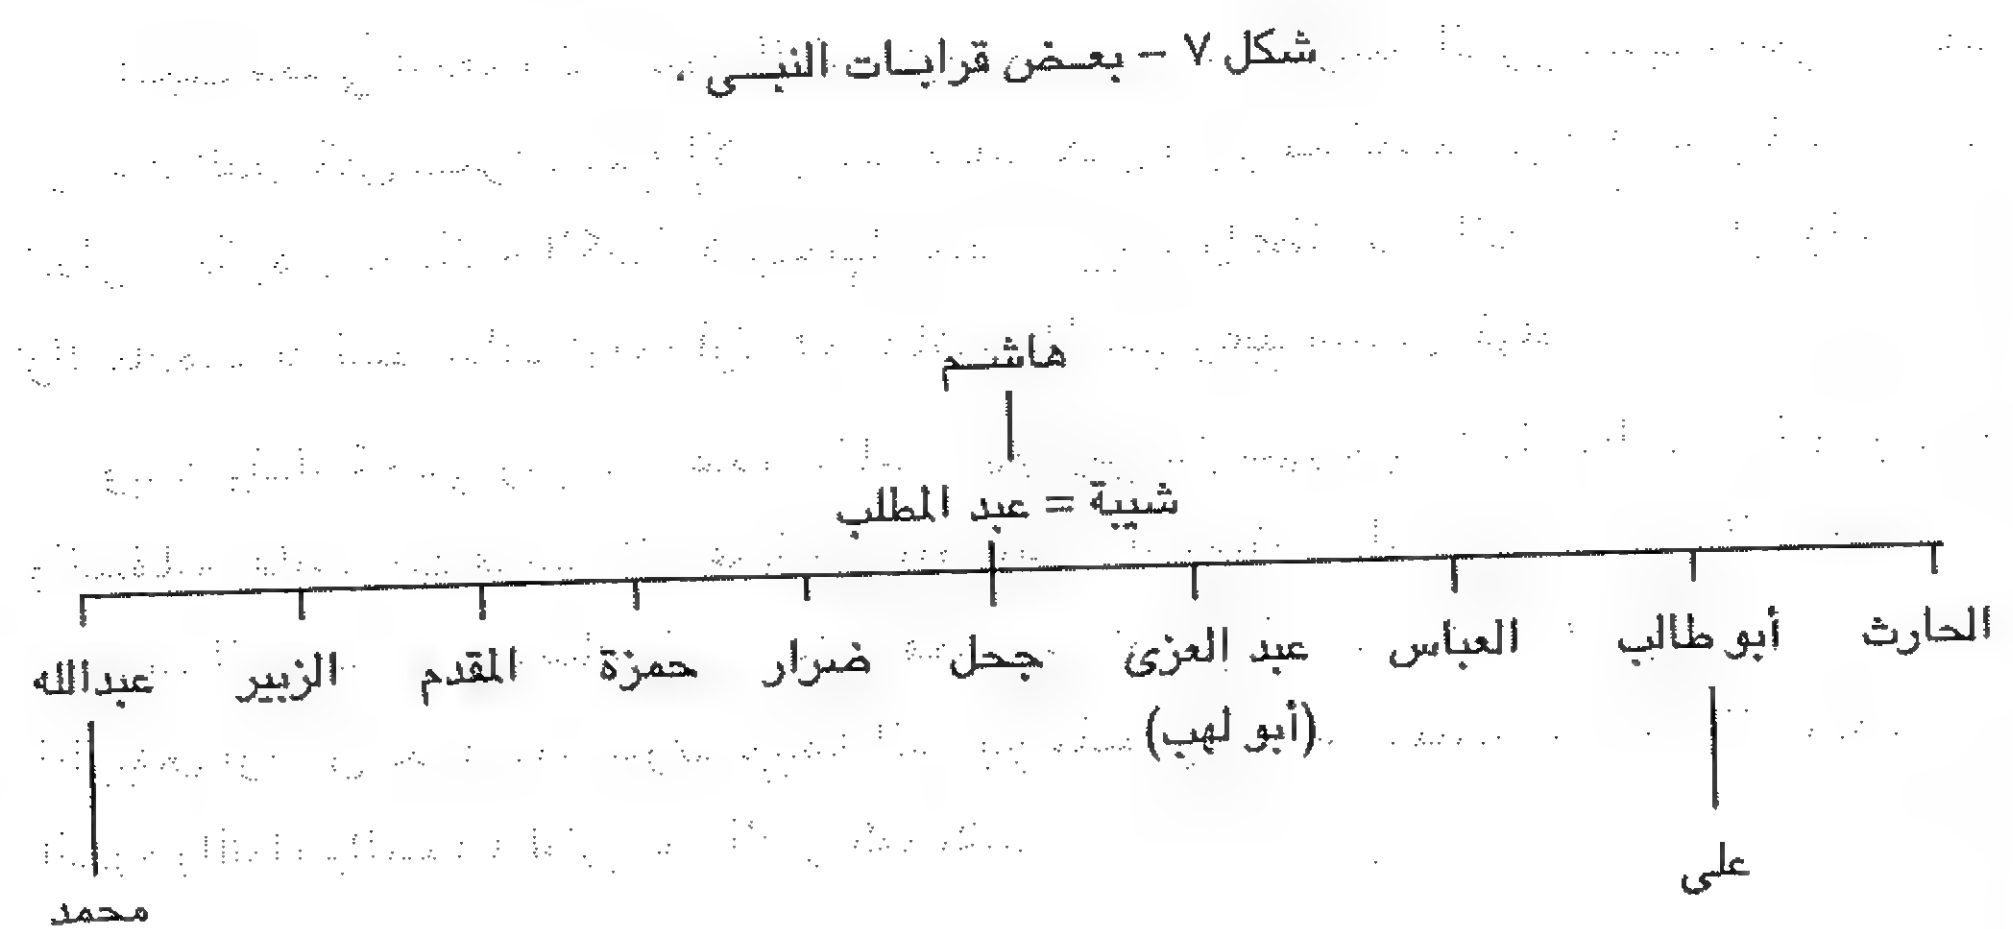 شكل ٧ – بعض قرابات النبى .
هاشم
شيبة = عبد المطلب
الحارث أبو طالب العباس عبد العزى جحل ضرار حمزة المقدم الزبير عبدالله
(أبو لهب)
على
محمد